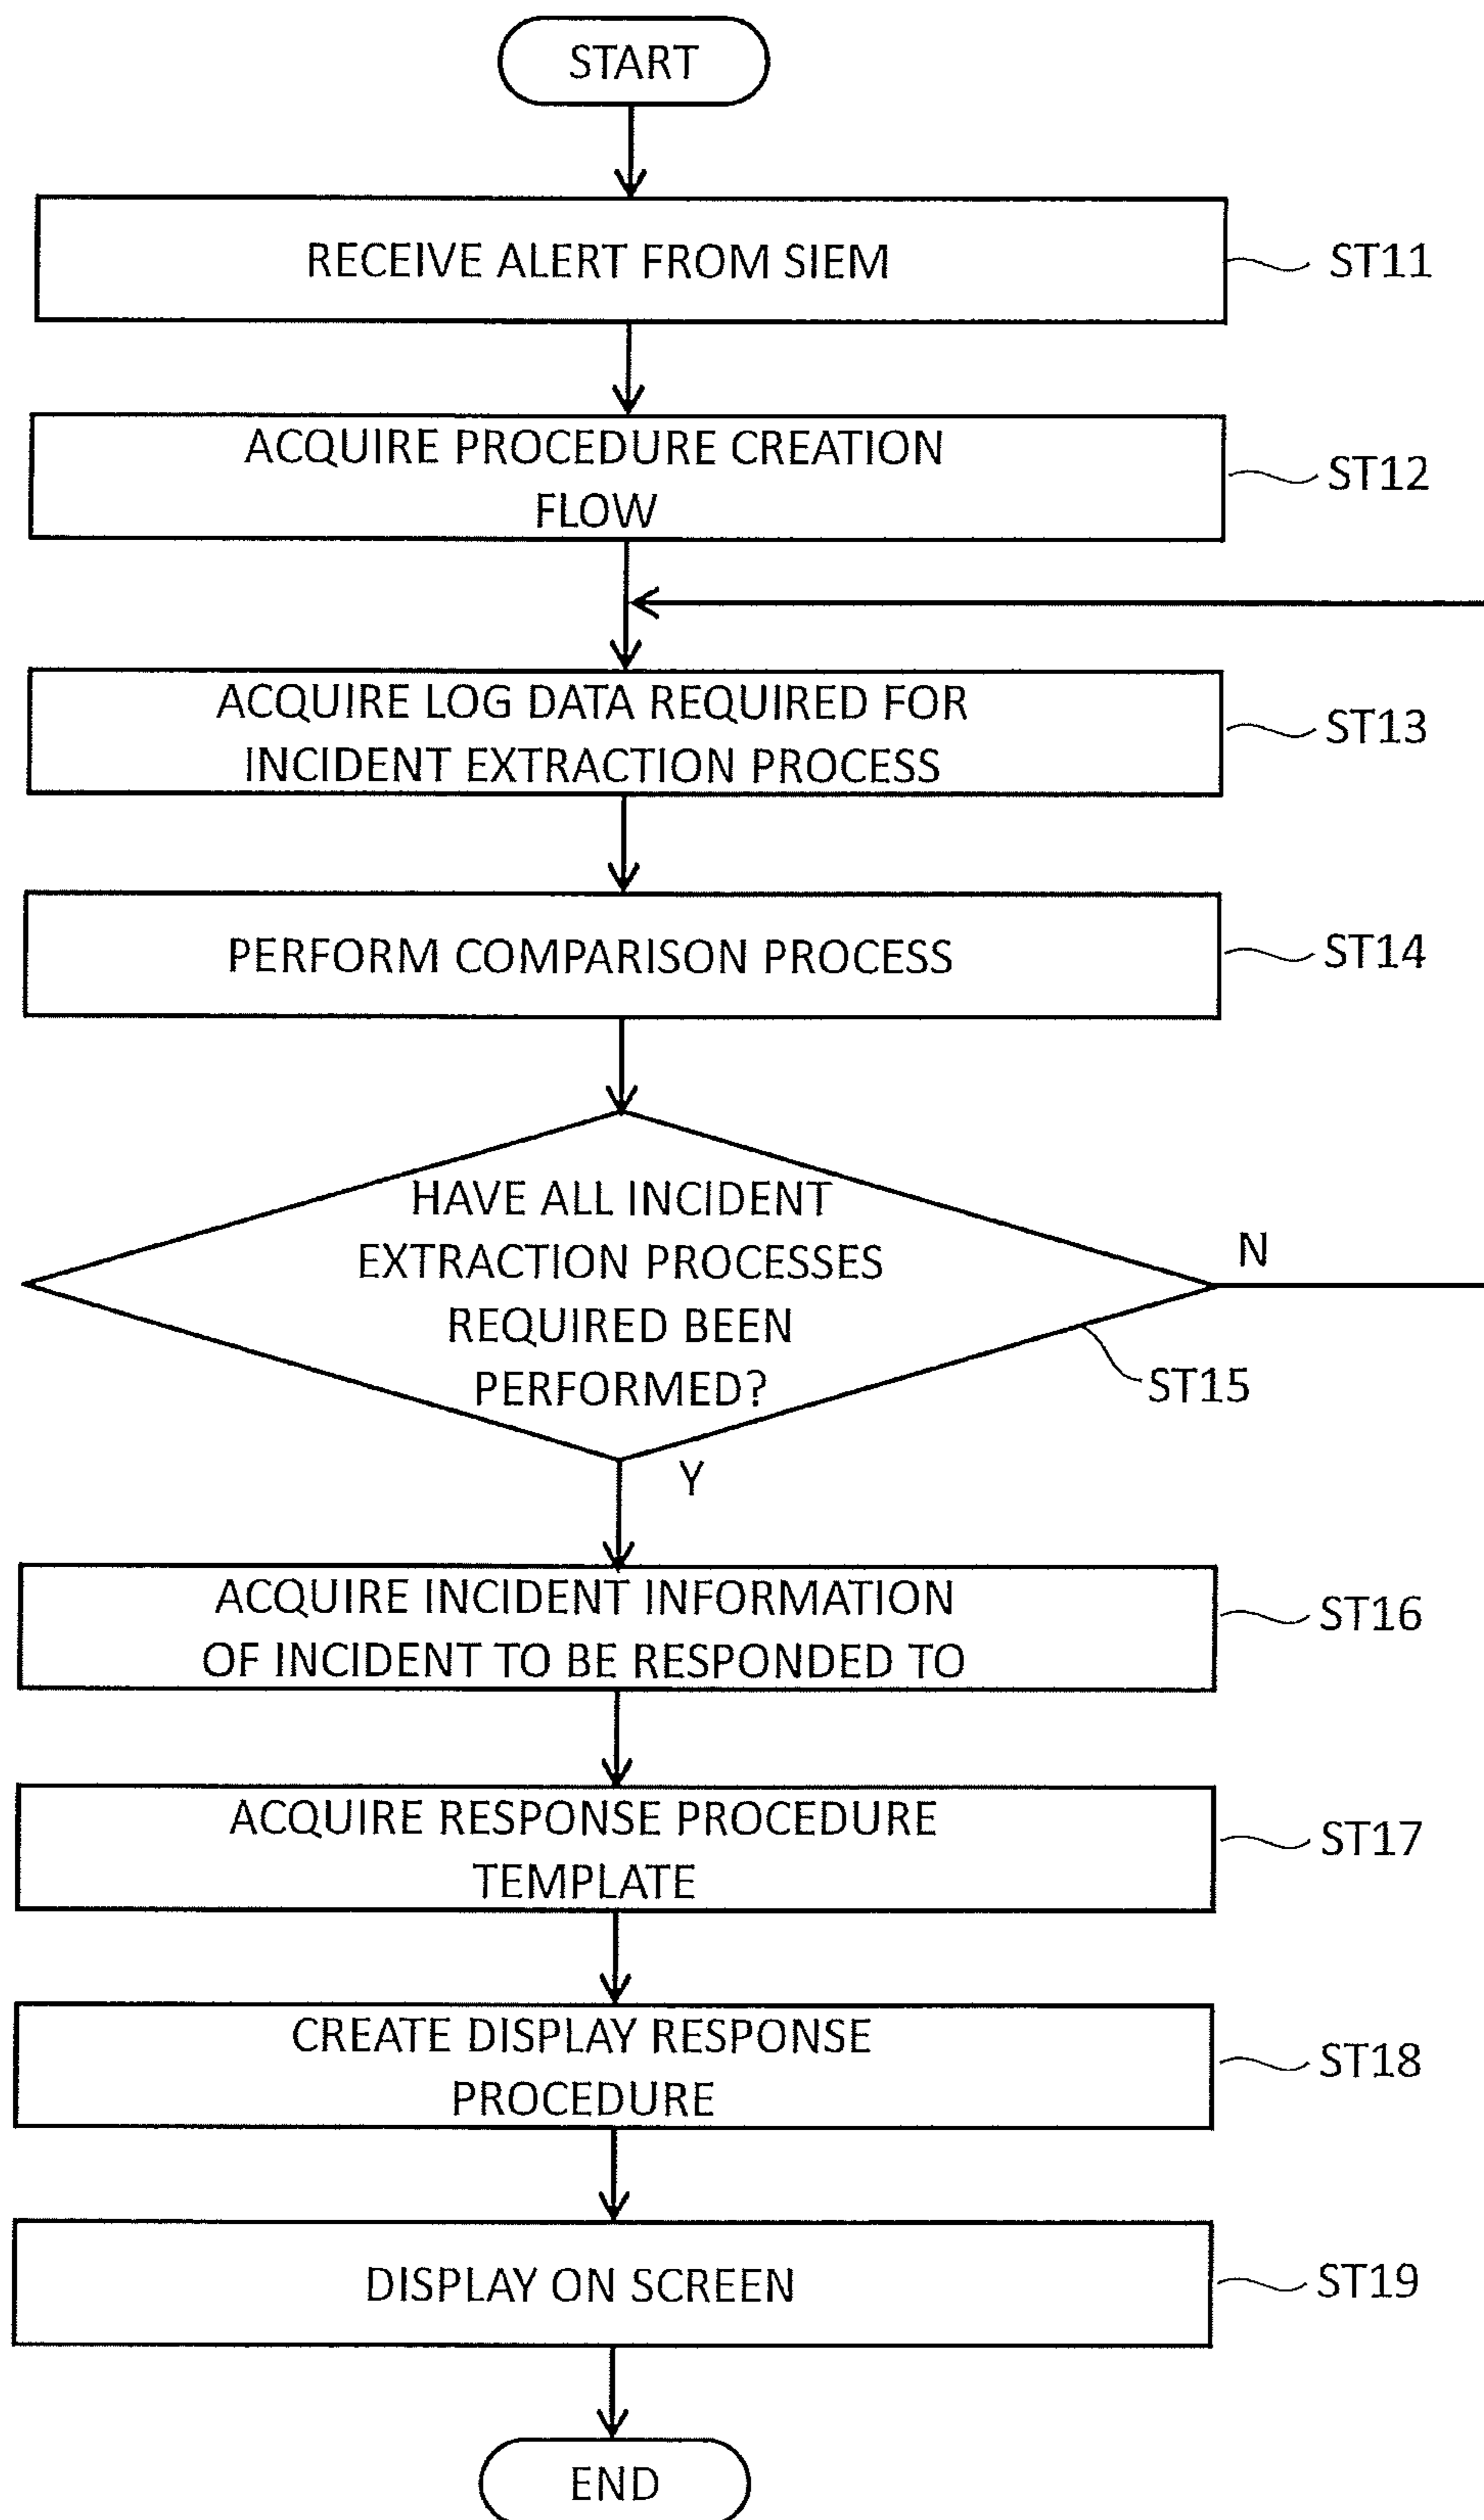 START
RECEIVE ALERT FROM SIEM
ST11
ACQUIRE PROCEDURE CREATION
FLOW
ST12
ACQUIRE LOG DATA REQUIRED FOR
INCIDENT EXTRACTION PROCESS
ST13
PERFORM COMPARISON PROCESS
ST14
HAVE ALL INCIDENT
EXTRACTION PROCESSES
REQUIRED BEEN
PERFORMED?
N
ST15
Y
ACQUIRE INCIDENT INFORMATION
OF INCIDENT TO BE RESPONDED TO
ST16
ACQUIRE RESPONSE PROCEDURE
TEMPLATE
ST17
CREATE DISPLAY RESPONSE
PROCEDURE
ST18
DISPLAY ON SCREEN
ST19
END